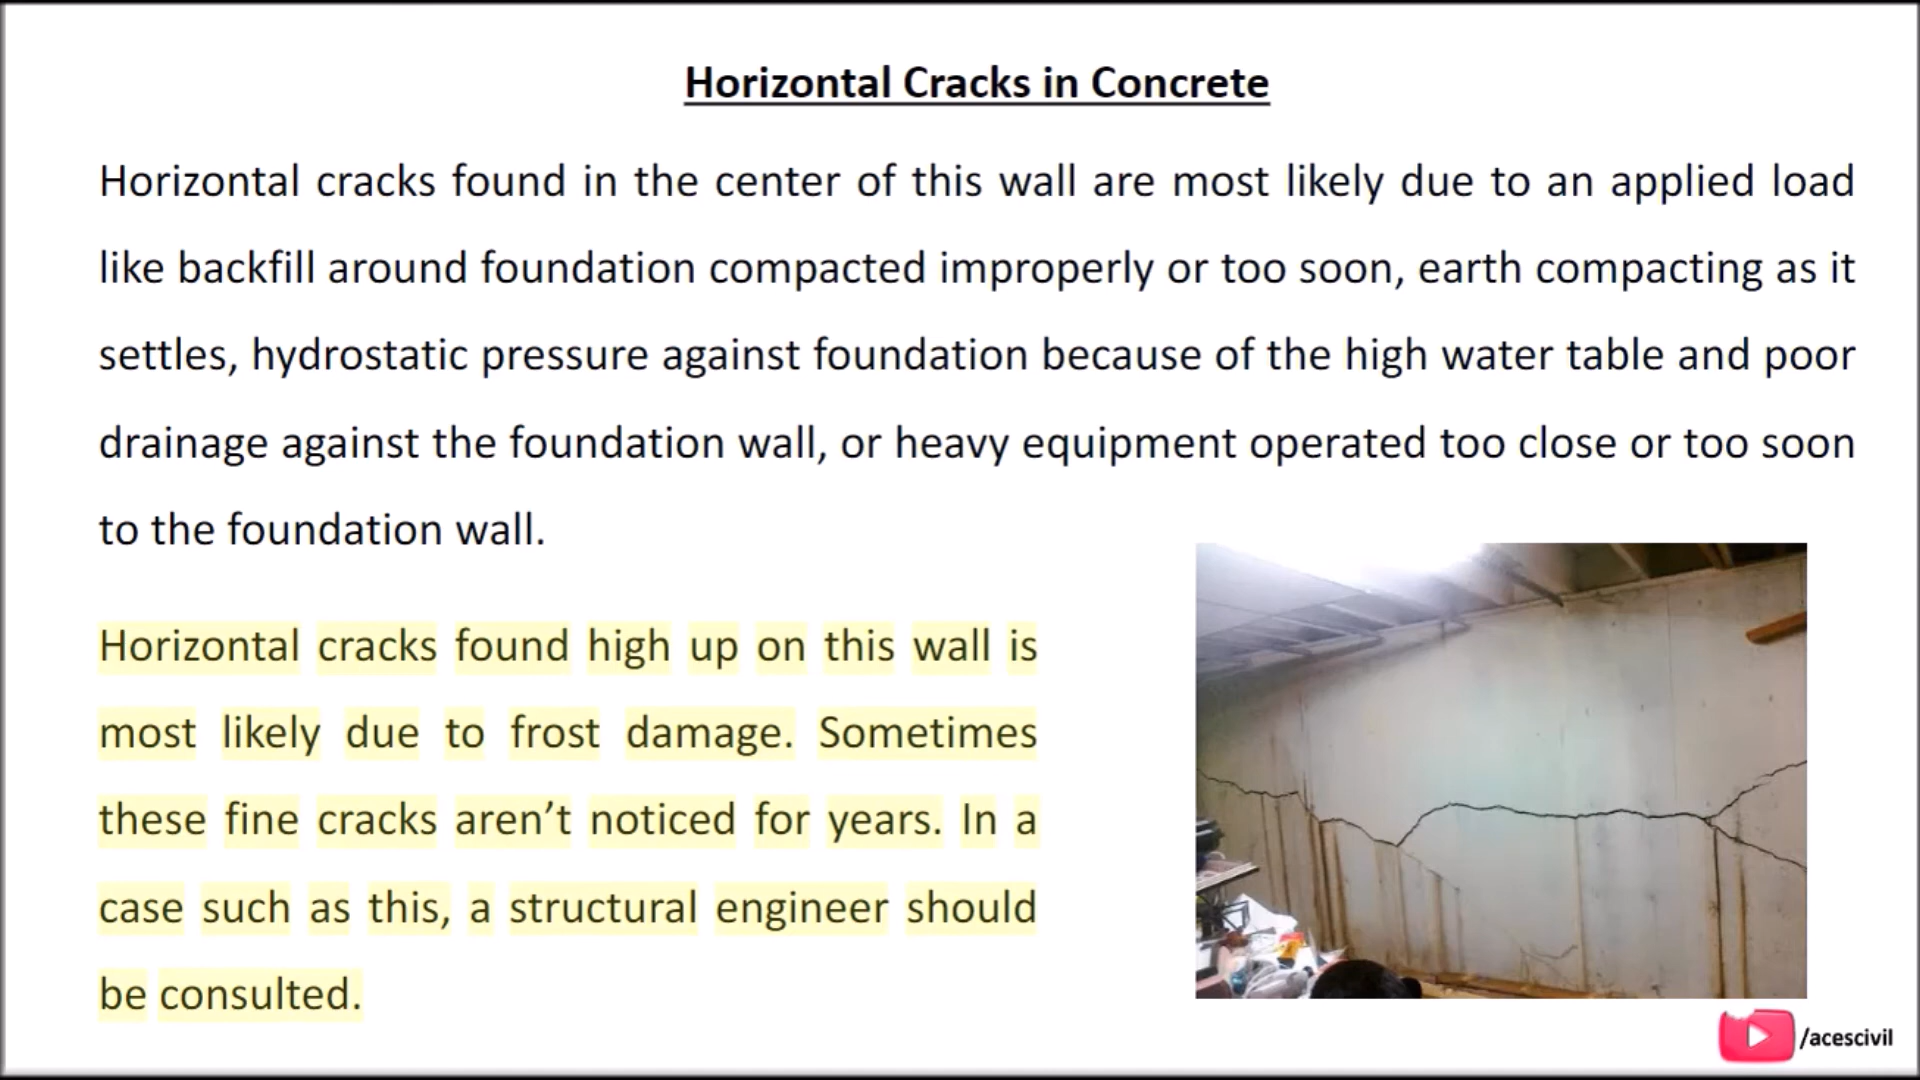 Horizontal Cracks in Concrete
Horizontal cracks found in the center of this wall are most likely due to an applied load
like backfill around foundation compacted improperly or too soon, earth compacting as it
settles, hydrostatic pressure against foundation because of the high water table and poor
drainage against the foundation wall, or heavy equipment operated too close or too soon
to the foundation wall.
Horizontal cracks found high up on this wall is
most likely due to frost damage. Sometimes
these fine cracks aren’t noticed for years. In a
case such as this, a structural engineer should
be consulted.
/acescivil